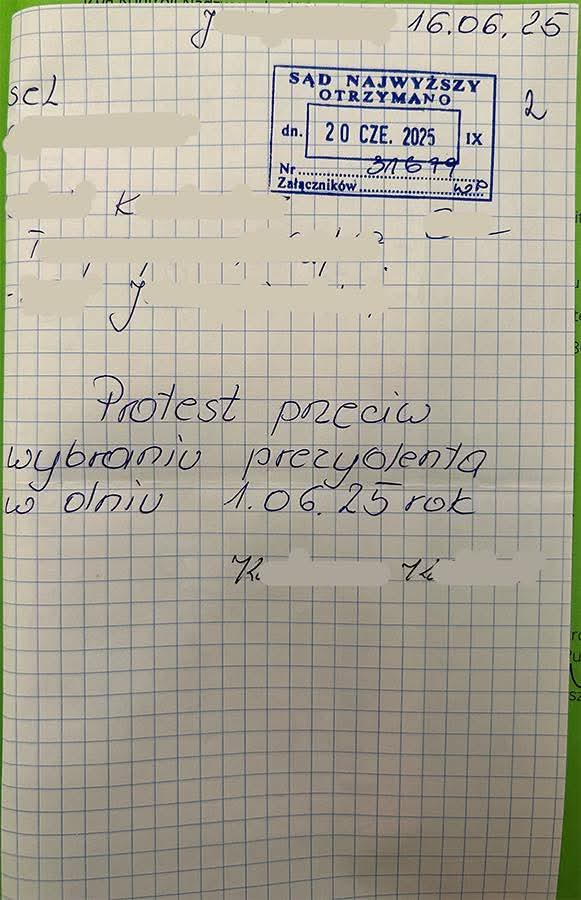 J 16.06.25
SĄD NAJWYŻSZY
OTRZYMANO
dn. 20 CZE. 2025 IX
Nr
Załączników
2
sel
K
T
J
Protest przeciw
wybraniu prezydenta
w dniu 1.06.25 rok